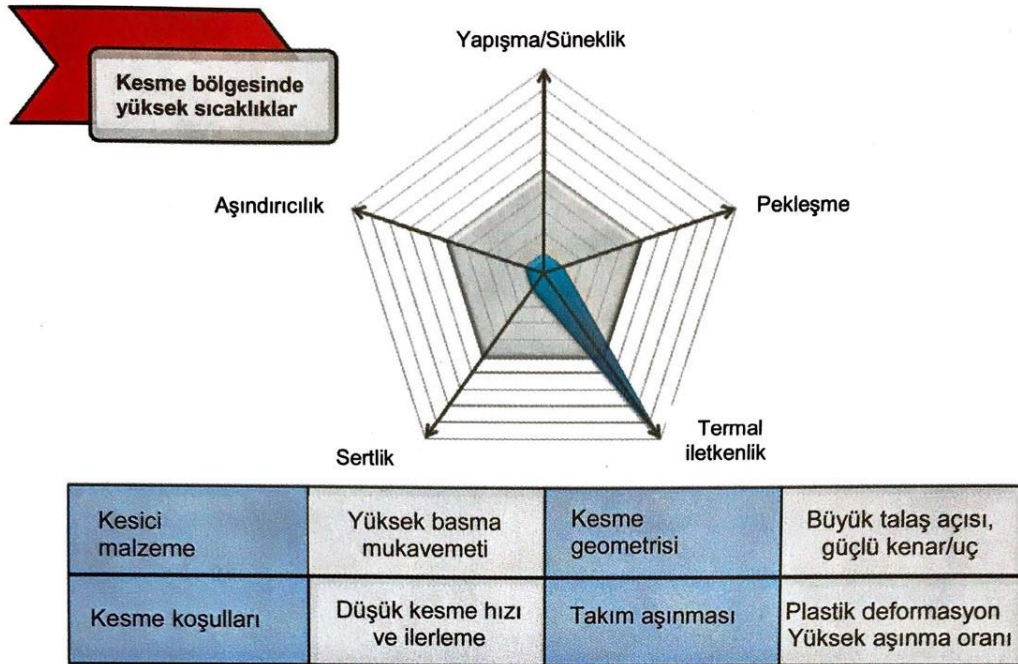 Kesme bölgesinde
yüksek sıcaklıklar
Yapışma/Süneklik
Aşındırıcılık
Pekleşme
Sertlik
Termal
iletkenlik
Kesici
malzeme
Yüksek basma
mukavemeti
Kesme
geometrisi
Büyük talaş açısı,
güçlü kenar/uç
Kesme koşulları
Düşük kesme hızı
ve ilerleme
Takım aşınması
Plastik deformasyon
Yüksek aşınma oranı